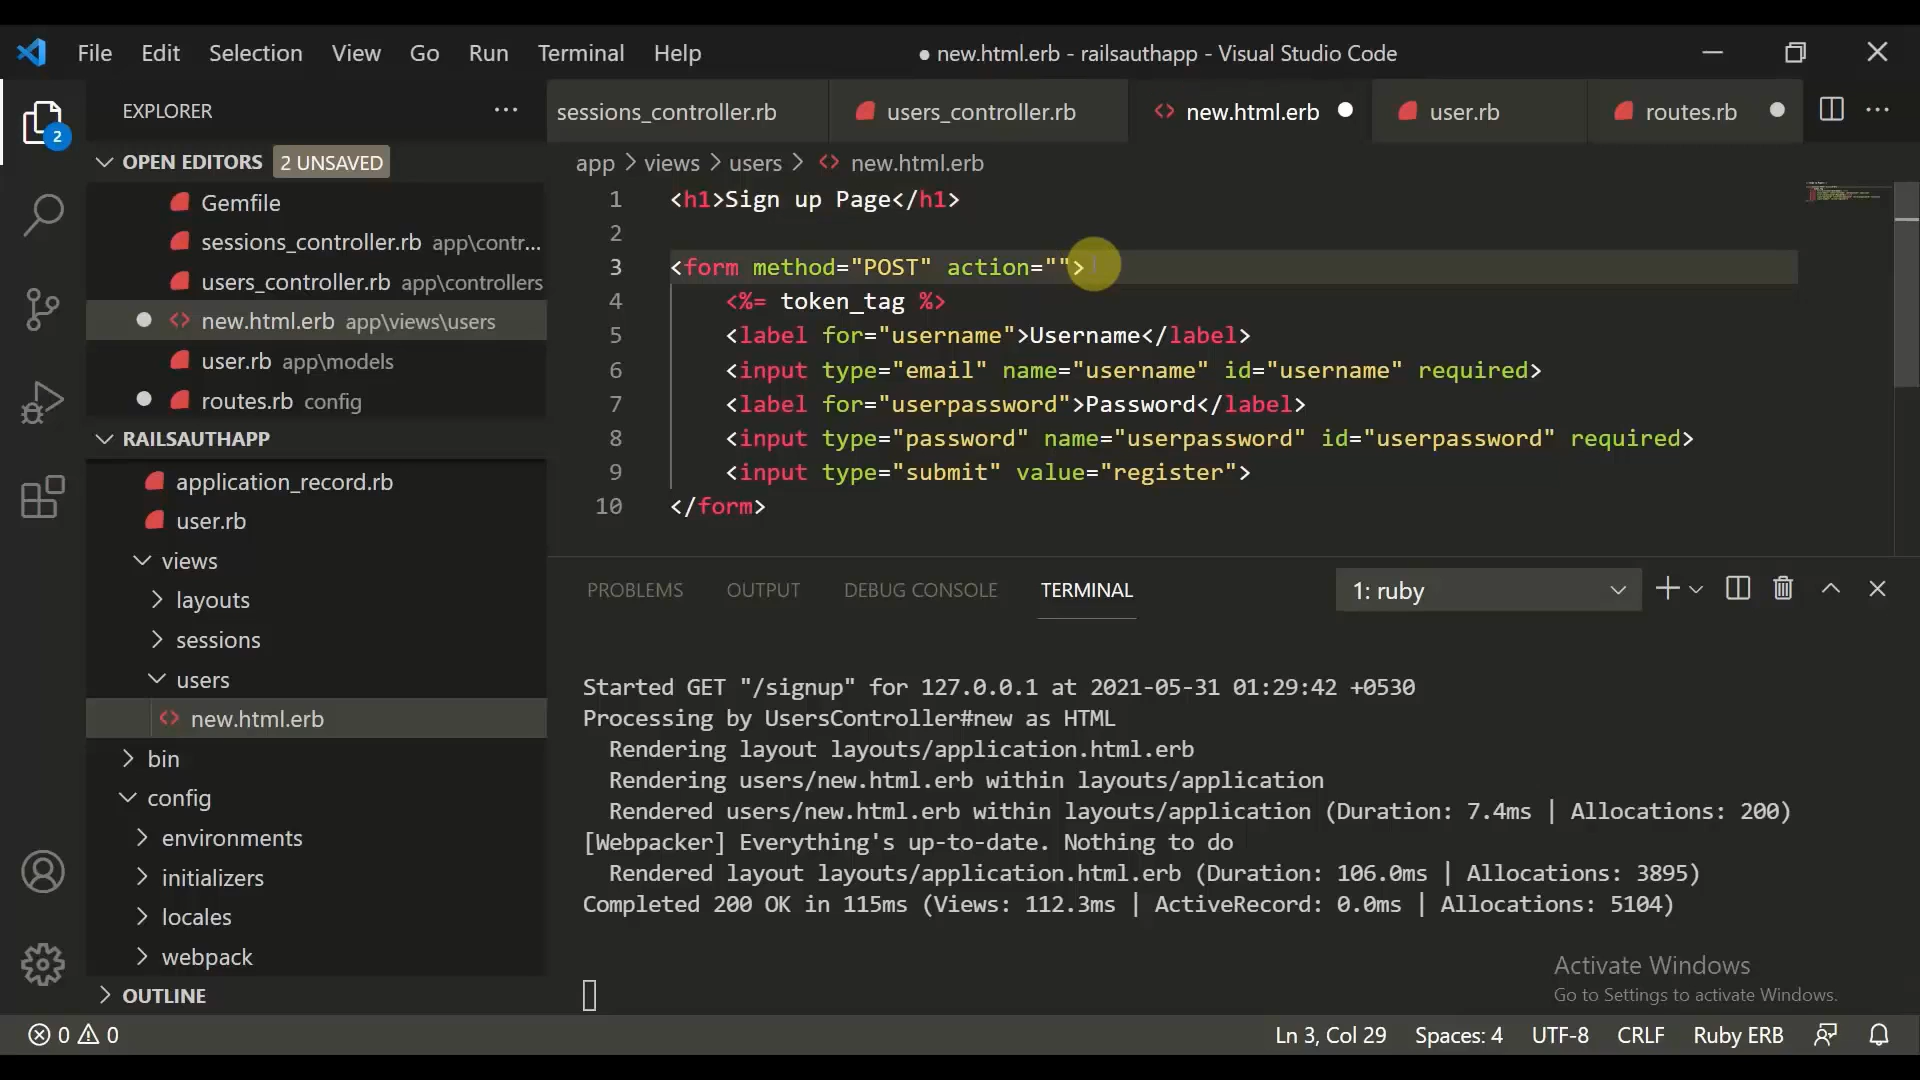 File Edit Selection View Go Run Terminal Help
● new.html.erb - railsauthapp - Visual Studio Code
2
EXPLORER
OPEN EDITORS 2 UNSAVED
Gemfile
sessions_controller.rb app\contr...
users_controller.rb app\controllers
new.html.erb app\views\users
user.rb app\models
routes.rb config
RAILSAUTHAPP
application_record.rb
user.rb
views
layouts
sessions
users
new.html.erb
bin
config
environments
initializers
locales
webpack
OUTLINE
sessions_controller.rb users_controller.rb new.html.erb user.rb routes.rb
app > views > users > new.html.erb
1 <h1>Sign up Page</h1>
2
3 <form method="POST" action="">
4 <%= token_tag %>
5 <label for="username">Username</label>
6 <input type="email" name="username" id="username" required>
7 <label for="userpassword">Password</label>
8 <input type="password" name="userpassword" id="userpassword" required>
9 <input type="submit" value="register">
10 </form>
PROBLEMS OUTPUT DEBUG CONSOLE TERMINAL 1: ruby
Started GET "/signup" for 127.0.0.1 at 2021-05-31 01:29:42 +0530
Processing by UsersController#new as HTML
Rendering layout layouts/application.html.erb
Rendering users/new.html.erb within layouts/application
Rendered users/new.html.erb within layouts/application (Duration: 7.4ms | Allocations: 200)
[Webpacker] Everything's up-to-date. Nothing to do
Rendered layout layouts/application.html.erb (Duration: 106.0ms | Allocations: 3895)
Completed 200 OK in 115ms (Views: 112.3ms | ActiveRecord: 0.0ms | Allocations: 5104)
Activate Windows
Go to Settings to activate Windows.
0 0 Ln 3, Col 29 Spaces: 4 UTF-8 CRLF Ruby ERB